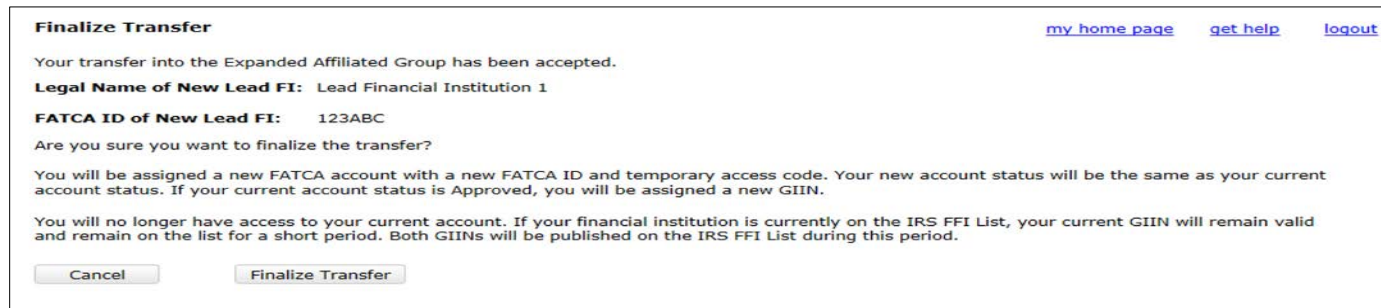 Finalize Transfer my home page get help logout
Your transfer into the Expanded Affiliated Group has been accepted.
Legal Name of New Lead FI: Lead Financial Institution 1
FATCA ID of New Lead FI: 123ABC
Are you sure you want to finalize the transfer?
You will be assigned a new FATCA account with a new FATCA ID and temporary access code. Your new account status will be the same as your current
account status. If your current account status is Approved, you will be assigned a new GIIN.
You will no longer have access to your current account. If your financial institution is currently on the IRS FFI List, your current GIIN will remain valid
and remain on the list for a short period. Both GIINs will be published on the IRS FFI List during this period.
Cancel Finalize Transfer